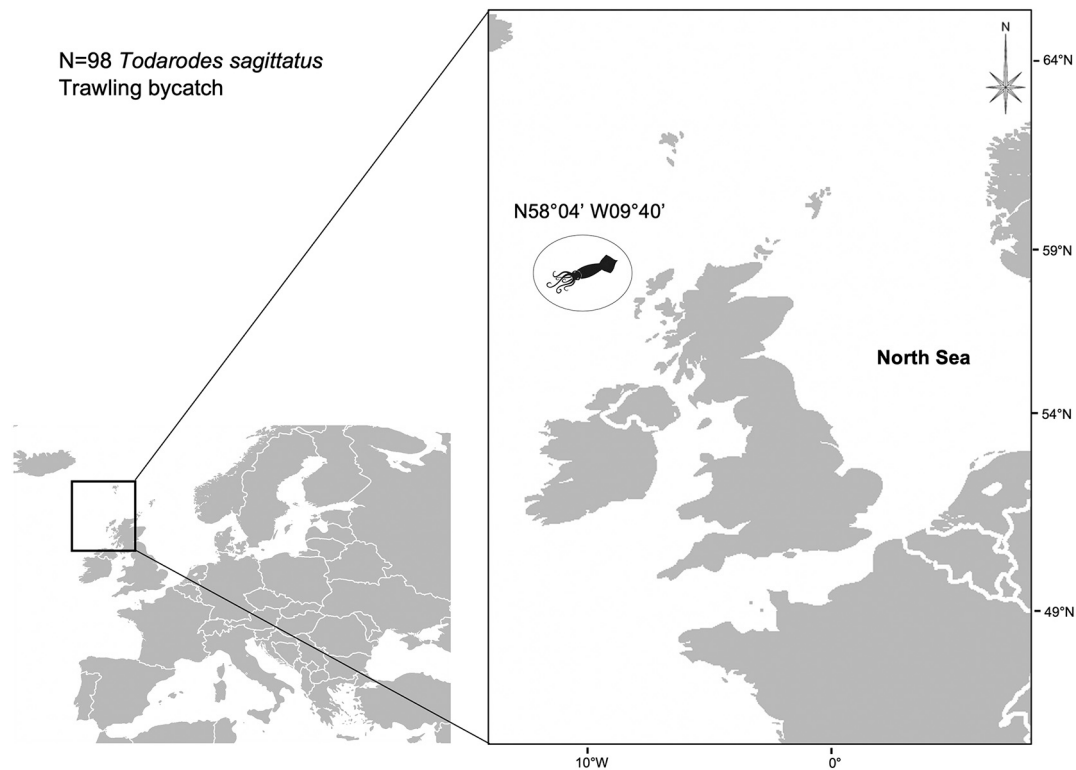 N=98 Todarodes sagittatus
Trawling bycatch
N
64°N
N58°04’ W09°40’
59°N
North Sea
54°N
49°N
10°W
0°